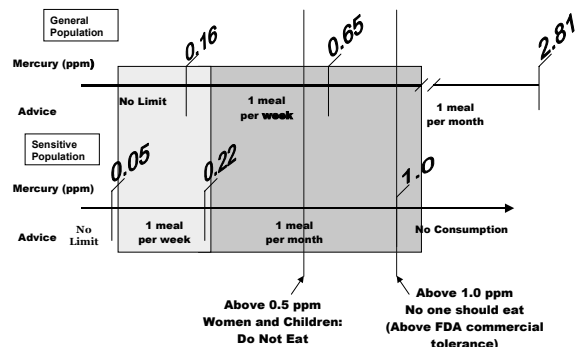 General
Population
0.16
0.65
2.81
Mercury (ppm)
No Limit
1 meal
per week
1 meal
per month
Advice
Sensitive
Population
0.05
0.22
1.0
Mercury (ppm)
Advice
No
Limit
1 meal
per week
1 meal
per month
No Consumption
Above 0.5 ppm
Women and Children:
Do Not Eat
Above 1.0 ppm
No one should eat
(Above FDA commercial
tolerance)